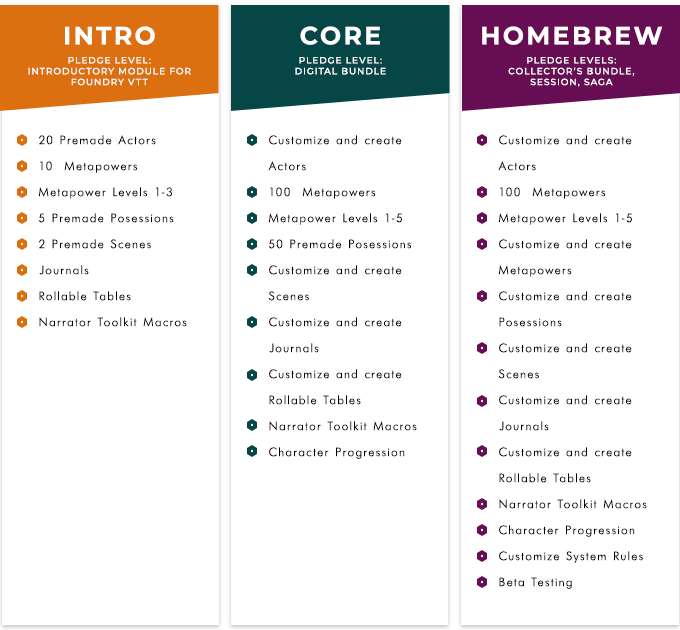 INTRO
PLEDGE LEVEL:
INTRODUCTORY MODULE FOR
FOUNDRY VTT
20 Premade Actors
10 Metapowers
Metapower Levels 1-3
5 Premade Posessions
2 Premade Scenes
Journals
Rollable Tables
Narrator Toolkit Macros
CORE
PLEDGE LEVEL:
DIGITAL BUNDLE
Customize and create
Actors
100 Metapowers
Metapower Levels 1-5
50 Premade Posessions
Customize and create
Scenes
Customize and create
Journals
Customize and create
Rollable Tables
Narrator Toolkit Macros
Character Progression
HOMEBREW
PLEDGE LEVELS:
COLLECTOR'S BUNDLE,
SESSION, SAGA
Customize and create
Actors
100 Metapowers
Metapower Levels 1-5
Customize and create
Metapowers
Customize and create
Posessions
Customize and create
Scenes
Customize and create
Journals
Customize and create
Rollable Tables
Narrator Toolkit Macros
Character Progression
Customize System Rules
Beta Testing